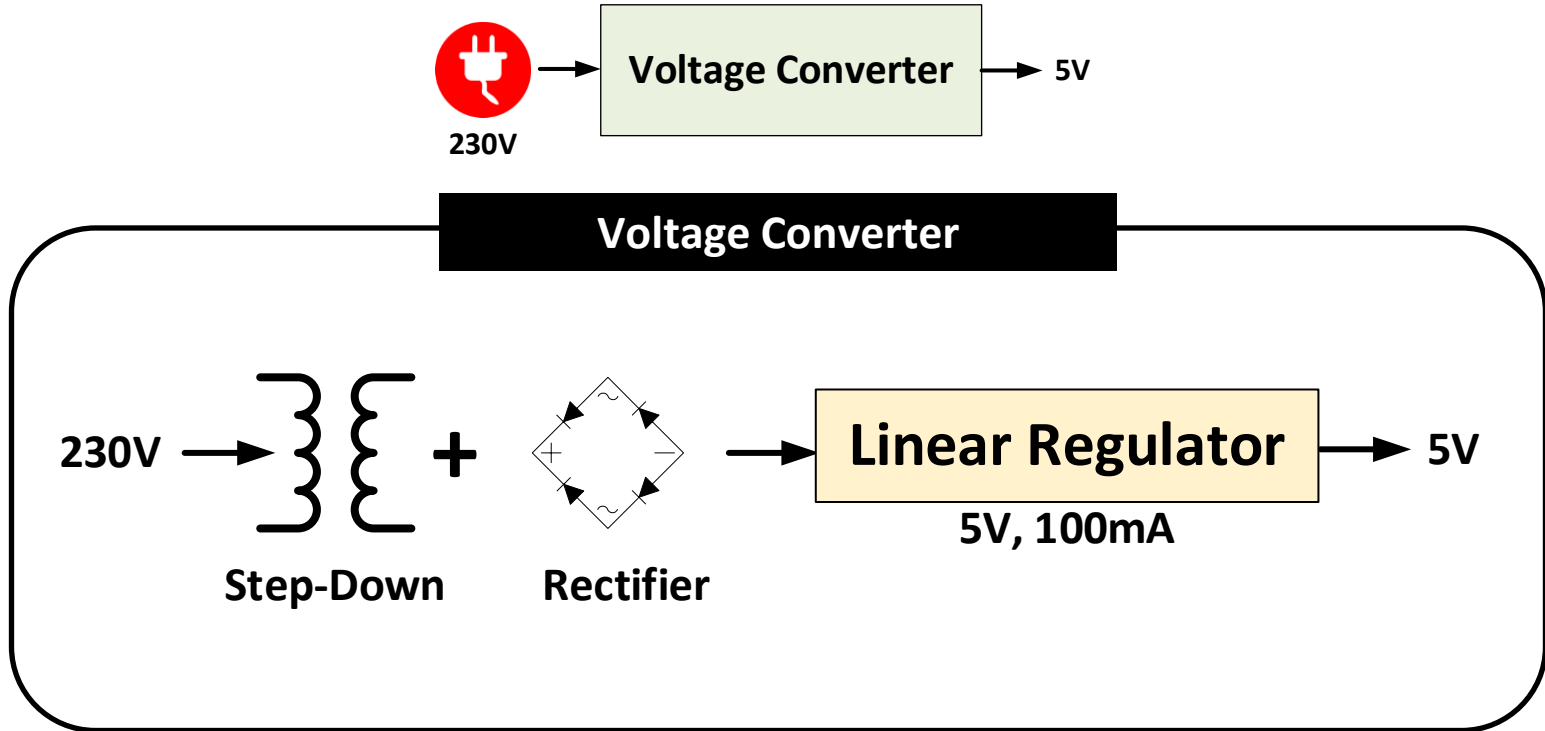 Voltage Converter
5V
230V
Voltage Converter
230V
+
Linear Regulator
5V
5V, 100mA
Step-Down
Rectifier